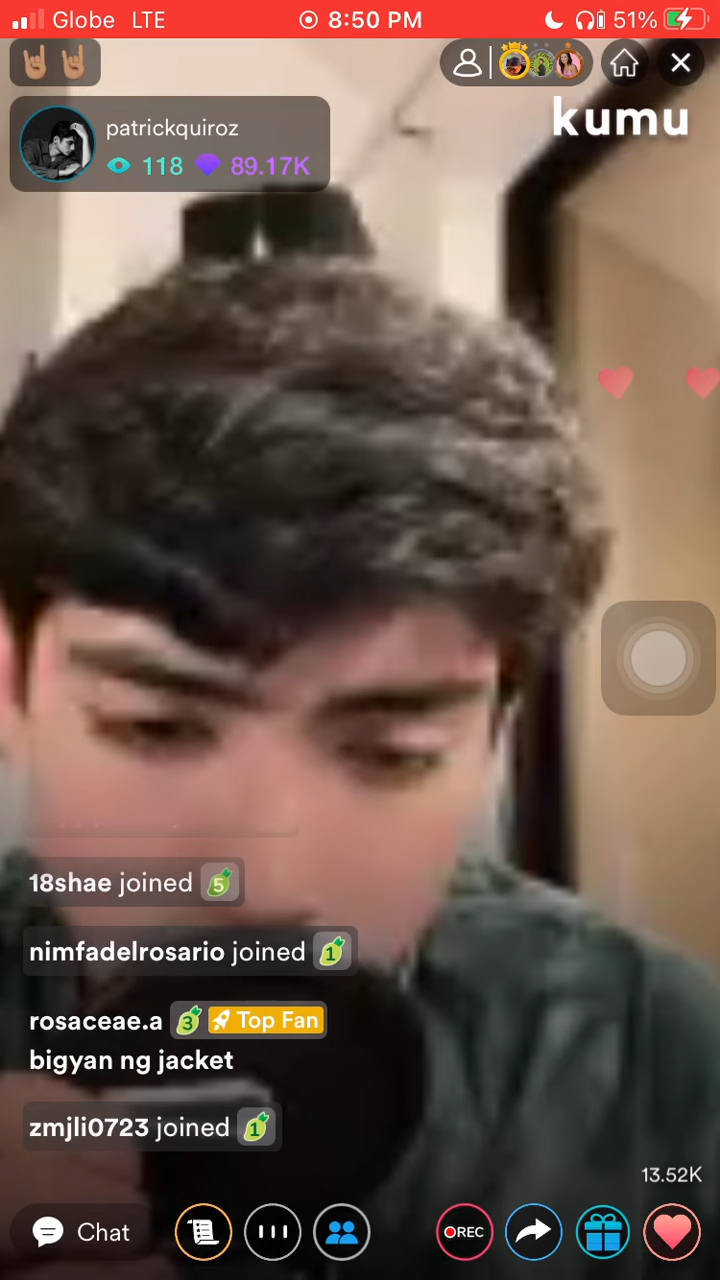 Globe LTE 8:50 PM 51%
patrickquiroz
118 89.17K
kumu
18shae joined 5
nimfadelrosario joined 1
rosaceae.a 3 Top Fan
bigyan ng jacket
zmjli0723 joined 1
13.52K
Chat
REC